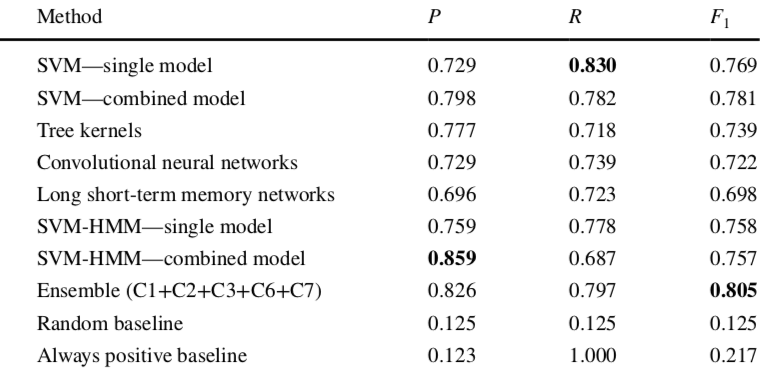 Method P R F1
SVM—single model 0.729 0.830 0.769
SVM—combined model 0.798 0.782 0.781
Tree kernels 0.777 0.718 0.739
Convolutional neural networks 0.729 0.739 0.722
Long short-term memory networks 0.696 0.723 0.698
SVM-HMM—single model 0.759 0.778 0.758
SVM-HMM—combined model 0.859 0.687 0.757
Ensemble (C1+C2+C3+C6+C7) 0.826 0.797 0.805
Random baseline 0.125 0.125 0.125
Always positive baseline 0.123 1.000 0.217